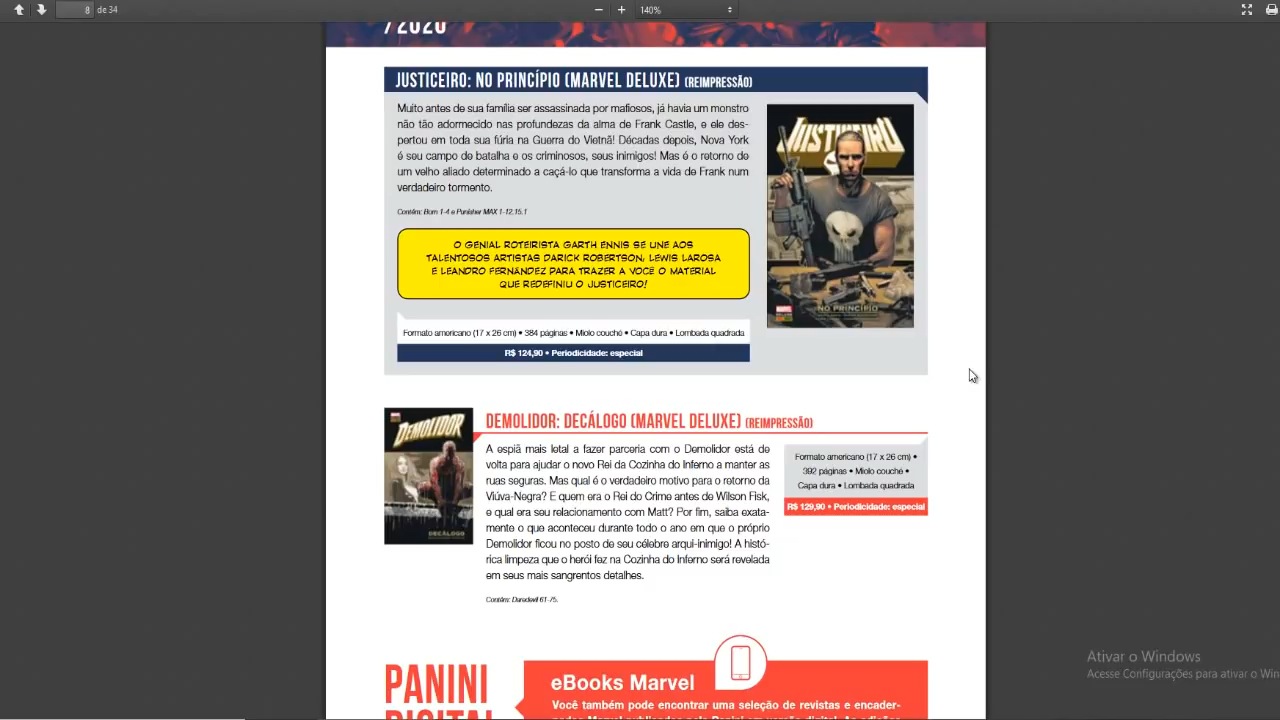 8 de 34
140%
/2020
JUSTICEIRO: NO PRINCÍPIO (MARVEL DELUXE) (REIMPRESSÃO)
Muito antes de sua família ser assassinada por mafiosos, já havia um monstro
não tão adormecido nas profundezas da alma de Frank Castle, e ele des-
pertou em toda sua fúria na Guerra do Vietnã! Décadas depois, Nova York
é seu campo de batalha e os criminosos, seus inimigos! Mas é o retorno de
um velho aliado determinado a caçá-lo que transforma a vida de Frank num
verdadeiro tormento.
Contém: Born 1-4 e Punisher MAX 1-12,15.1
O GENIAL ROTEIRISTA GARTH ENNIS SE UNE AOS
TALENTOSOS ARTISTAS DARICK ROBERTSON, LEWIS LAROSA
E LEANDRO FERNÁNDEZ PARA TRAZER A VOCÊ O MATERIAL
QUE REDEFINIU O JUSTICEIRO!
Formato americano (17 x 26 cm) • 384 páginas • Miolo couché • Capa dura • Lombada quadrada
R$ 124,90 • Periodicidade: especial
JUSTICEIRO
NO PRINCÍPIO
DEMOLIDOR
DECÁLOGO
DEMOLIDOR: DECÁLOGO (MARVEL DELUXE) (REIMPRESSÃO)
A espiã mais letal a fazer parceria com o Demolidor está de
volta para ajudar o novo Rei da Cozinha do Inferno a manter as
ruas seguras. Mas qual é o verdadeiro motivo para o retorno da
Viúva-Negra? E quem era o Rei do Crime antes de Wilson Fisk,
e qual era seu relacionamento com Matt? Por fim, saiba exata-
mente o que aconteceu durante todo o ano em que o próprio
Demolidor ficou no posto de seu célebre arqui-inimigo! A histó-
rica limpeza que o herói fez na Cozinha do Inferno será revelada
em seus mais sangrentos detalhes.
Contém: Daredevil 61-75.
Formato americano (17 x 26 cm) •
392 páginas • Miolo couché •
Capa dura • Lombada quadrada
R$ 129,90 • Periodicidade: especial
PANINI
DIGITAL
eBooks Marvel
Você também pode encontrar uma seleção de revistas e encader-
nados Marvel publicados pela Panini em versão digital. As edições
Ativar o Windows
Acesse Configurações para ativar o Win